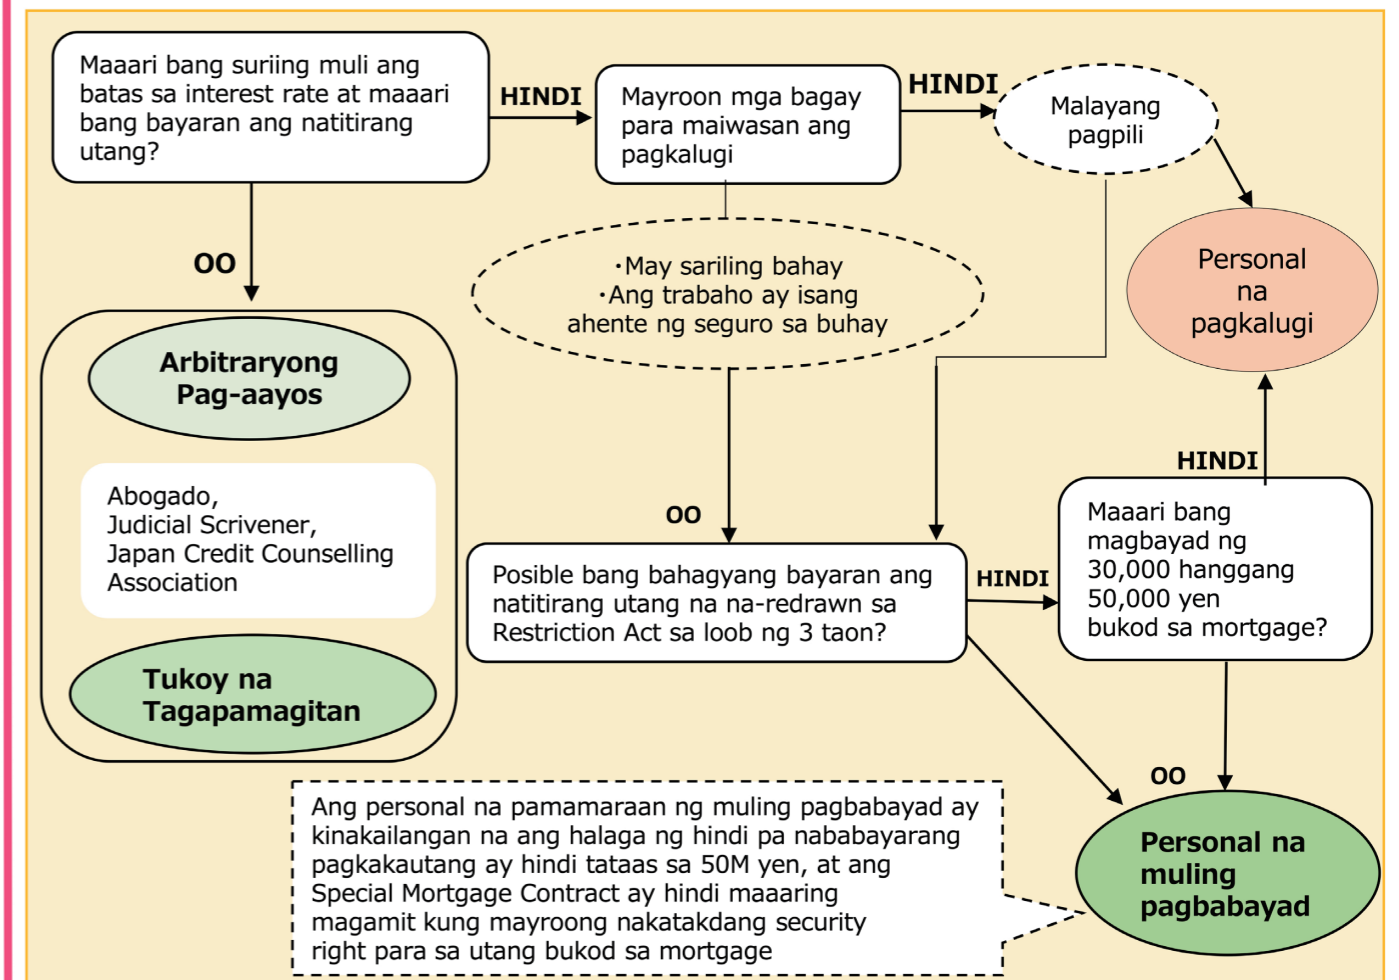 Maaari bang suriing muli ang
batas sa interest rate at maaari
bang bayaran ang natitirang
utang?
HINDI
Mayroon mga bagay
para maiwasan ang
pagkalugi
HINDI
Malayang
pagpili
OO
·May sariling bahay
·Ang trabaho ay isang
ahente ng seguro sa buhay
Personal
na
pagkalugi
Arbitraryong
Pag-aayos
Abogado,
Judicial Scrivener,
Japan Credit Counselling
Association
Tukoy na
Tagapamagitan
OO
Posible bang bahagyang bayaran ang
natitirang utang na na-redrawn sa
Restriction Act sa loob ng 3 taon?
HINDI
HINDI
Maaari bang
magbayad ng
30,000 hanggang
50,000 yen
bukod sa mortgage?
OO
Ang personal na pamamaraan ng muling pagbabayad ay
kinakailangan na ang halaga ng hindi pa nababayarang
pagkakautang ay hindi tataas sa 50M yen, at ang
Special Mortgage Contract ay hindi maaaring
magamit kung mayroong nakatakdang security
right para sa utang bukod sa mortgage
Personal na
muling
pagbabayad